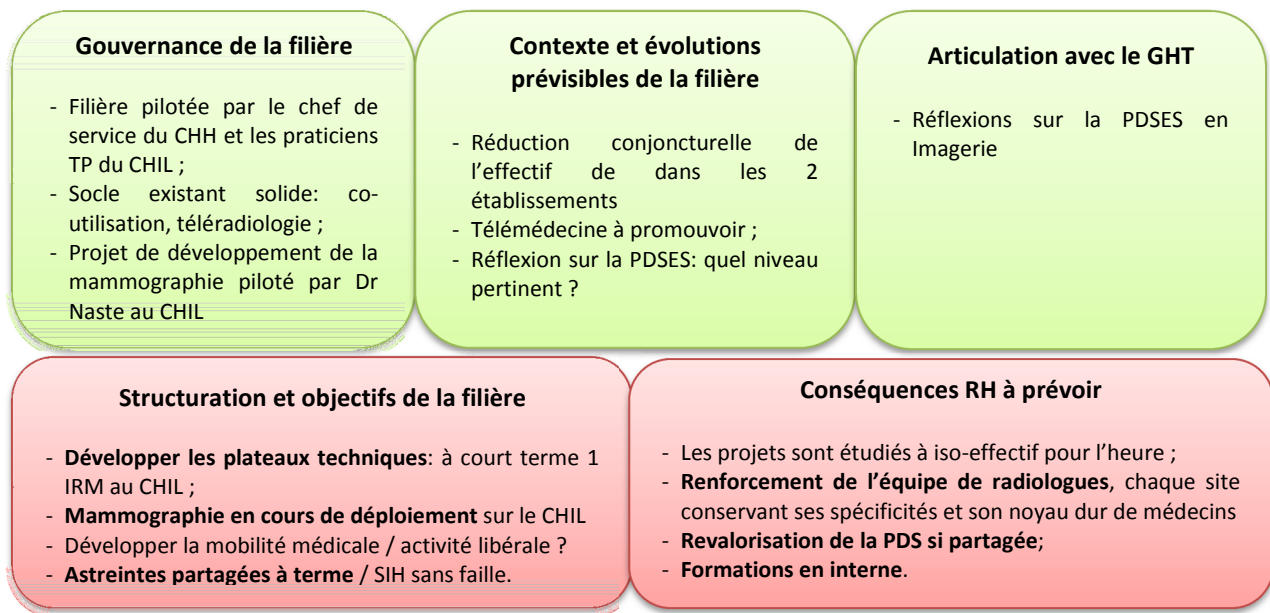 Gouvernance de la filière
- Filière pilotée par le chef de
service du CHH et les praticiens
TP du CHIL ;
- Socle existant solide: co-
utilisation, téléradiologie ;
- Projet de développement de la
mammographie piloté par Dr
Naste au CHIL
Contexte et évolutions
prévisibles de la filière
- Réduction conjoncturelle de
l'effectif de dans les 2
établissements
- Télémédecine à promouvoir ;
- Réflexion sur la PDSES: quel niveau
pertinent ?
Articulation avec le GHT
- Réflexions sur la PDSES en
Imagerie
Structuration et objectifs de la filière
- Développer les plateaux techniques: à court terme 1
IRM au CHIL ;
- Mammographie en cours de déploiement sur le CHIL
- Développer la mobilité médicale / activité libérale ?
- Astreintes partagées à terme / SIH sans faille.
Conséquences RH à prévoir
- Les projets sont étudiés à iso-effectif pour l'heure ;
- Renforcement de l'équipe de radiologues, chaque site
conservant ses spécificités et son noyau dur de médecins
- Revalorisation de la PDS si partagée;
- Formations en interne.